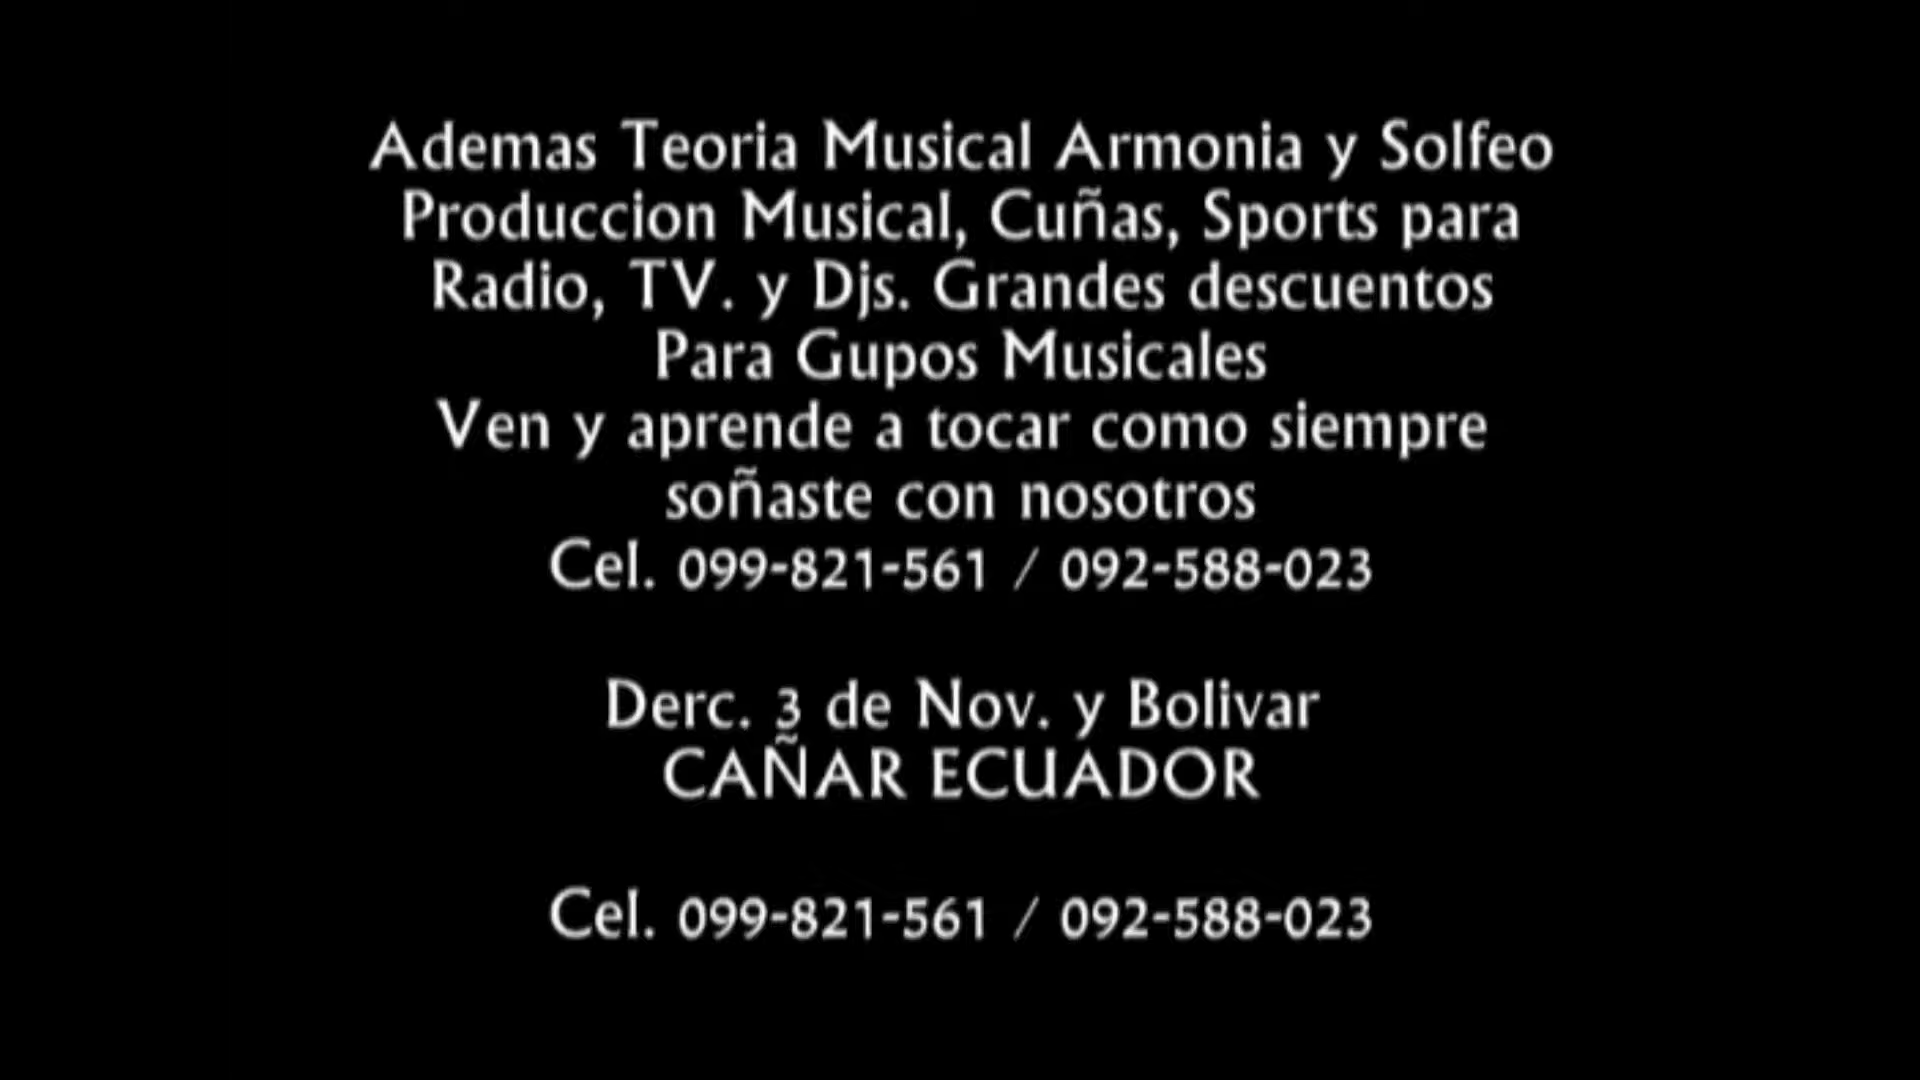 Ademas Teoria Musical Armonia y Solfeo
Produccion Musical, Cuñas, Sports para
Radio, TV. y Djs. Grandes descuentos
Para Gupos Musicales
Ven y aprende a tocar como siempre
soñaste con nosotros
Cel. 099-821-561 / 092-588-023
Derc. 3 de Nov. y Bolivar
CAÑAR ECUADOR
Cel. 099-821-561 / 092-588-023